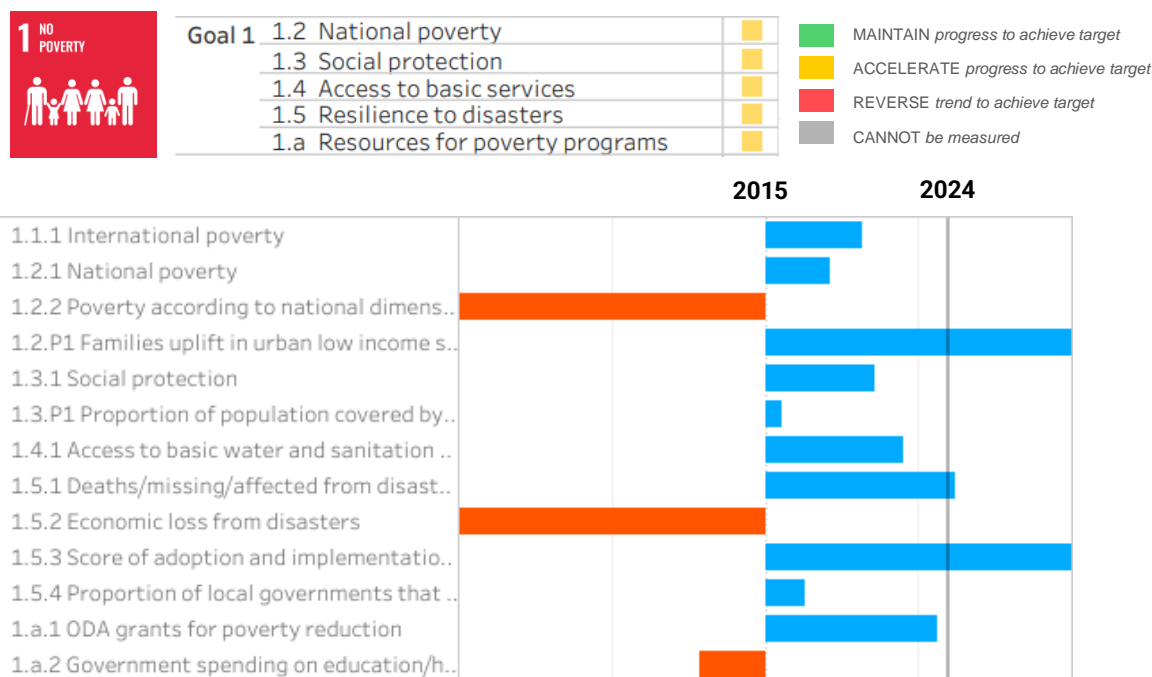 1 NO
POVERTY
Goal 1 1.2 National poverty
1.3 Social protection
1.4 Access to basic services
1.5 Resilience to disasters
1.a Resources for poverty programs
MAINTAIN progress to achieve target
ACCELERATE progress to achieve target
REVERSE trend to achieve target
CANNOT be measured
2015 2024
1.1.1 International poverty
1.2.1 National poverty
1.2.2 Poverty according to national dimens..
1.2.P1 Families uplift in urban low income s..
1.3.1 Social protection
1.3.P1 Proportion of population covered by..
1.4.1 Access to basic water and sanitation ..
1.5.1 Deaths/missing/affected from disast..
1.5.2 Economic loss from disasters
1.5.3 Score of adoption and implementatio..
1.5.4 Proportion of local governments that ..
1.a.1 ODA grants for poverty reduction
1.a.2 Government spending on education/h..